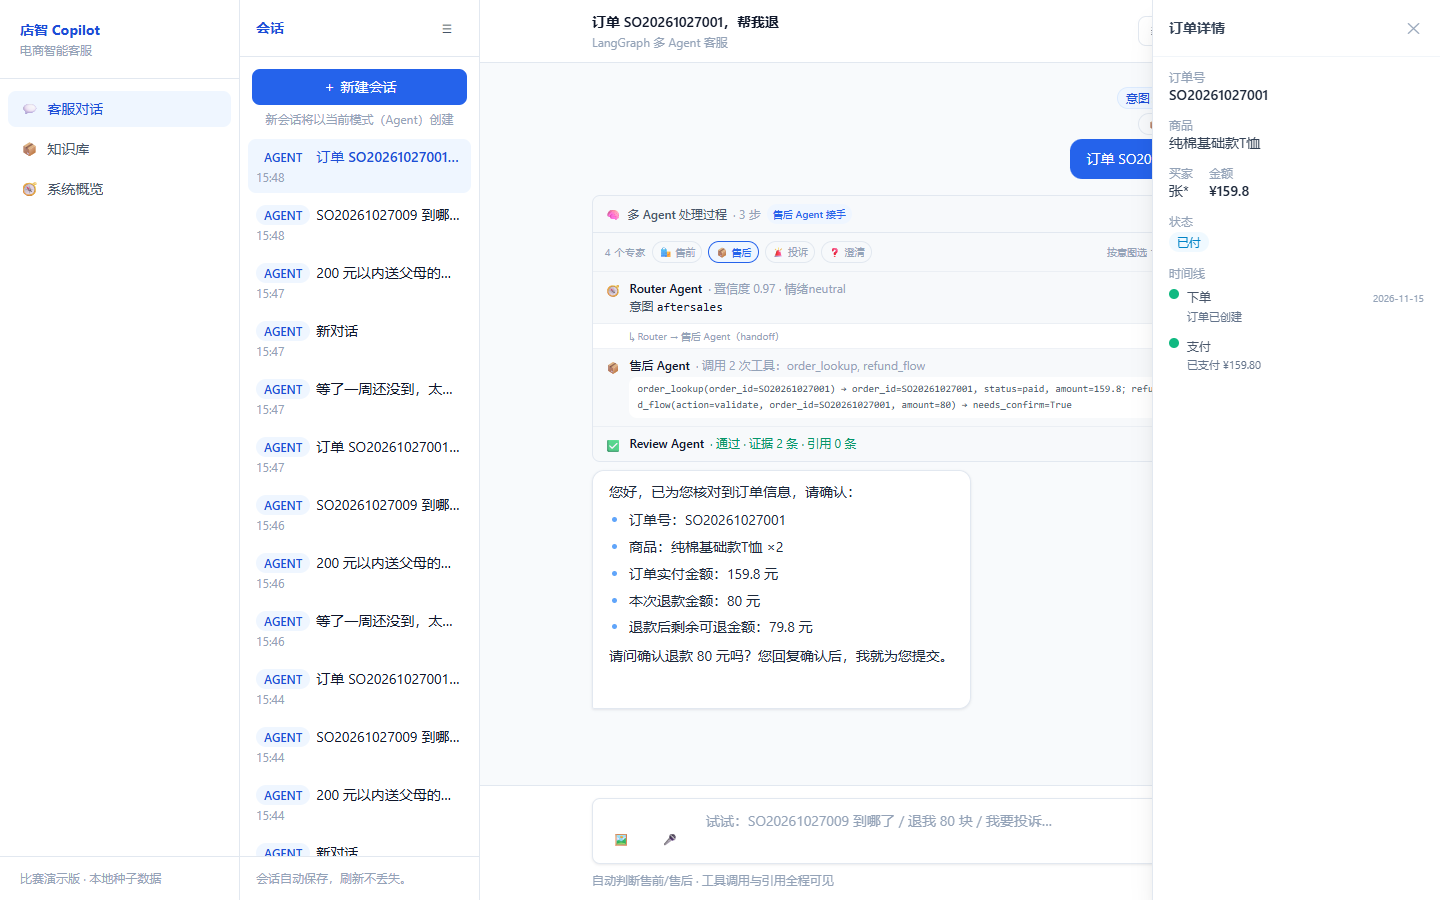 店智 Copilot
电商智能客服
客服对话
知识库
系统概览
比赛演示版 · 本地种子数据
会话
☰
+ 新建会话
新会话将以当前模式（Agent）创建
AGENT 订单 SO20261027001...
15:48
AGENT SO20261027009 到哪...
15:48
AGENT 200 元以内送父母的...
15:47
AGENT 新对话
15:47
AGENT 等了一周还没到，太...
15:47
AGENT 订单 SO20261027001...
15:47
AGENT SO20261027009 到哪...
15:46
AGENT 200 元以内送父母的...
15:46
AGENT 等了一周还没到，太...
15:46
AGENT 订单 SO20261027001...
15:44
AGENT SO20261027009 到哪...
15:44
AGENT 200 元以内送父母的...
15:44
AGENT 新对话
会话自动保存，刷新不丢失。
订单 SO20261027001，帮我退
LangGraph 多 Agent 客服
意图
订单 SO20
多 Agent 处理过程 · 3 步 售后 Agent 接手
4 个专家 售前 售后 投诉 澄清 按意图选
Router Agent · 置信度 0.97 · 情绪neutral
意图 aftersales
↳ Router → 售后 Agent（handoff）
售后 Agent · 调用 2 次工具：order_lookup, refund_flow
order_lookup(order_id=SO20261027001) → order_id=SO20261027001, status=paid, amount=159.8; refu
d_flow(action=validate, order_id=SO20261027001, amount=80) → needs_confirm=True
Review Agent · 通过 · 证据 2 条 · 引用 0 条
您好，已为您核对到订单信息，请确认：
• 订单号：SO20261027001
• 商品：纯棉基础款T恤 ×2
• 订单实付金额：159.8 元
• 本次退款金额：80 元
• 退款后剩余可退金额：79.8 元
请问确认退款 80 元吗？您回复确认后，我就为您提交。
试试：SO20261027009 到哪了 / 退我 80 块 / 我要投诉...
自动判断售前/售后 · 工具调用与引用全程可见
订单详情
订单号
SO20261027001
商品
纯棉基础款T恤
买家 金额
张* ¥159.8
状态
已付
时间线
下单 2026-11-15
订单已创建
支付
已支付 ¥159.80